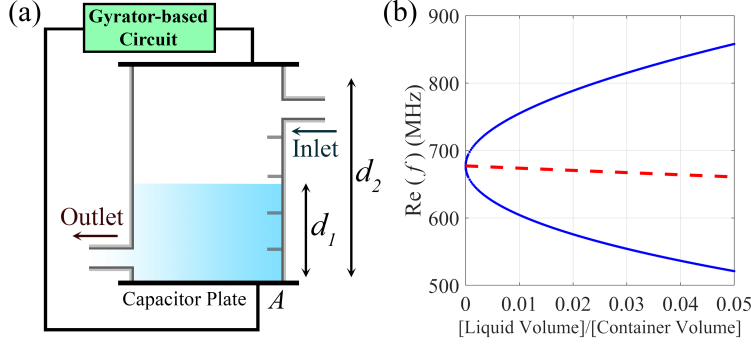 (a)
Gyrator-based
Circuit
Inlet
Outlet
d1
d2
Capacitor Plate
A
(b)
Re (f) (MHz)
900
800
700
600
500
0
0.01
0.02
0.03
0.04
0.05
[Liquid Volume]/[Container Volume]